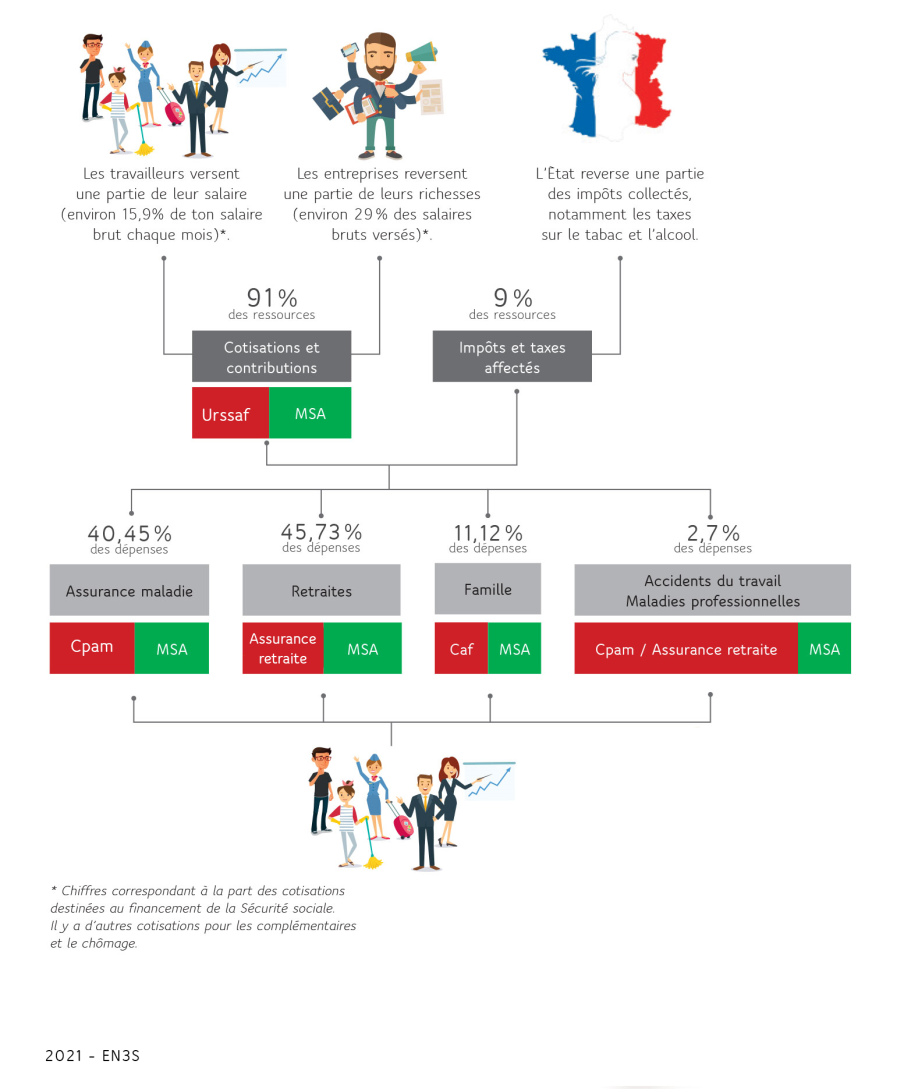 Les travailleurs versent
une partie de leur salaire
(environ 15,9% de ton salaire
brut chaque mois)*.
Les entreprises reversent
une partie de leurs richesses
(environ 29% des salaires
bruts versés)*.
L'État reverse une partie
des impôts collectés,
notamment les taxes
sur le tabac et l'alcool.
91%
des ressources
Cotisations et
contributions
Urssaf
MSA
9%
des ressources
Impôts et taxes
affectés
40,45%
des dépenses
Assurance maladie
Cpam
MSA
45,73%
des dépenses
Retraites
Assurance
retraite
MSA
11,12%
des dépenses
Famille
Caf
MSA
2,7%
des dépenses
Accidents du travail
Maladies professionnelles
Cpam / Assurance retraite
MSA
* Chiffres correspondant à la part des cotisations
destinées au financement de la Sécurité sociale.
Il y a d'autres cotisations pour les complémentaires
et le chômage.
2021 - EN3S